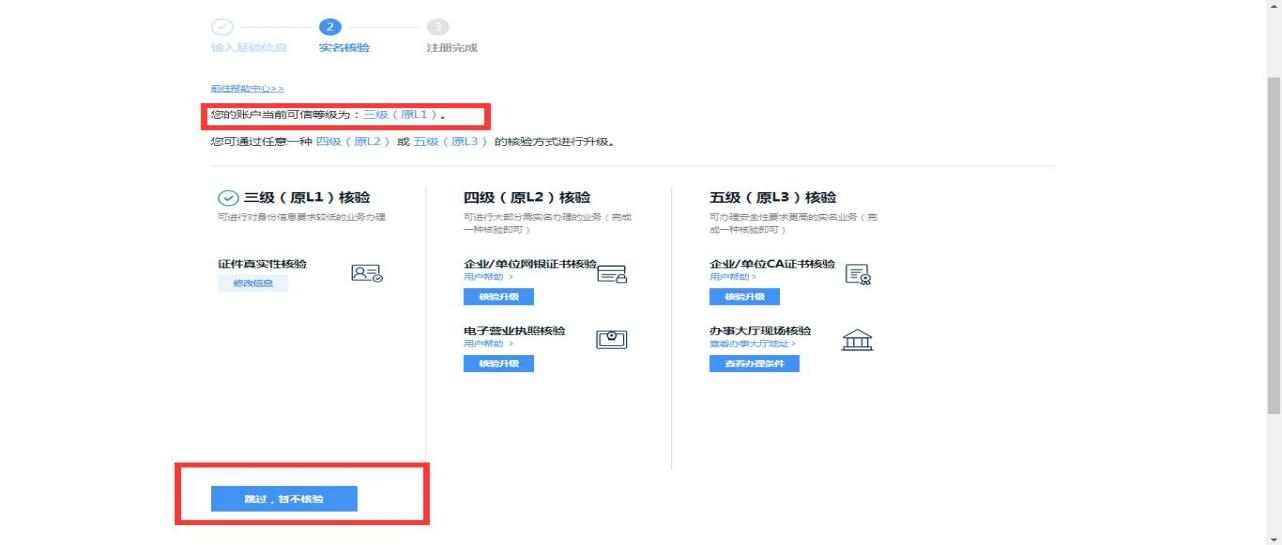 2
3
输入基础信息
实名核验
注册完成
前往帮助中心>>
您的账户当前可信等级为：三级（原L1）。
您可通过任意一种 四级（原L2）或 五级（原L3）的核验方式进行升级。
三级（原L1）核验
可进行对身份信息要求较低的业务办理
证件真实性核验
修改信息
四级（原L2）核验
可进行大部分需实名办理的业务（完成
一种核验即可）
企业/单位网银证书核验
用户帮助 >
核验升级
电子营业执照核验
用户帮助 >
核验升级
五级（原L3）核验
可办理安全性要求更高的实名业务（完
成一种核验即可）
企业/单位CA证书核验
用户帮助 >
核验升级
办事大厅现场核验
查看办事大厅地址 >
查看办理条件
跳过，暂不核验